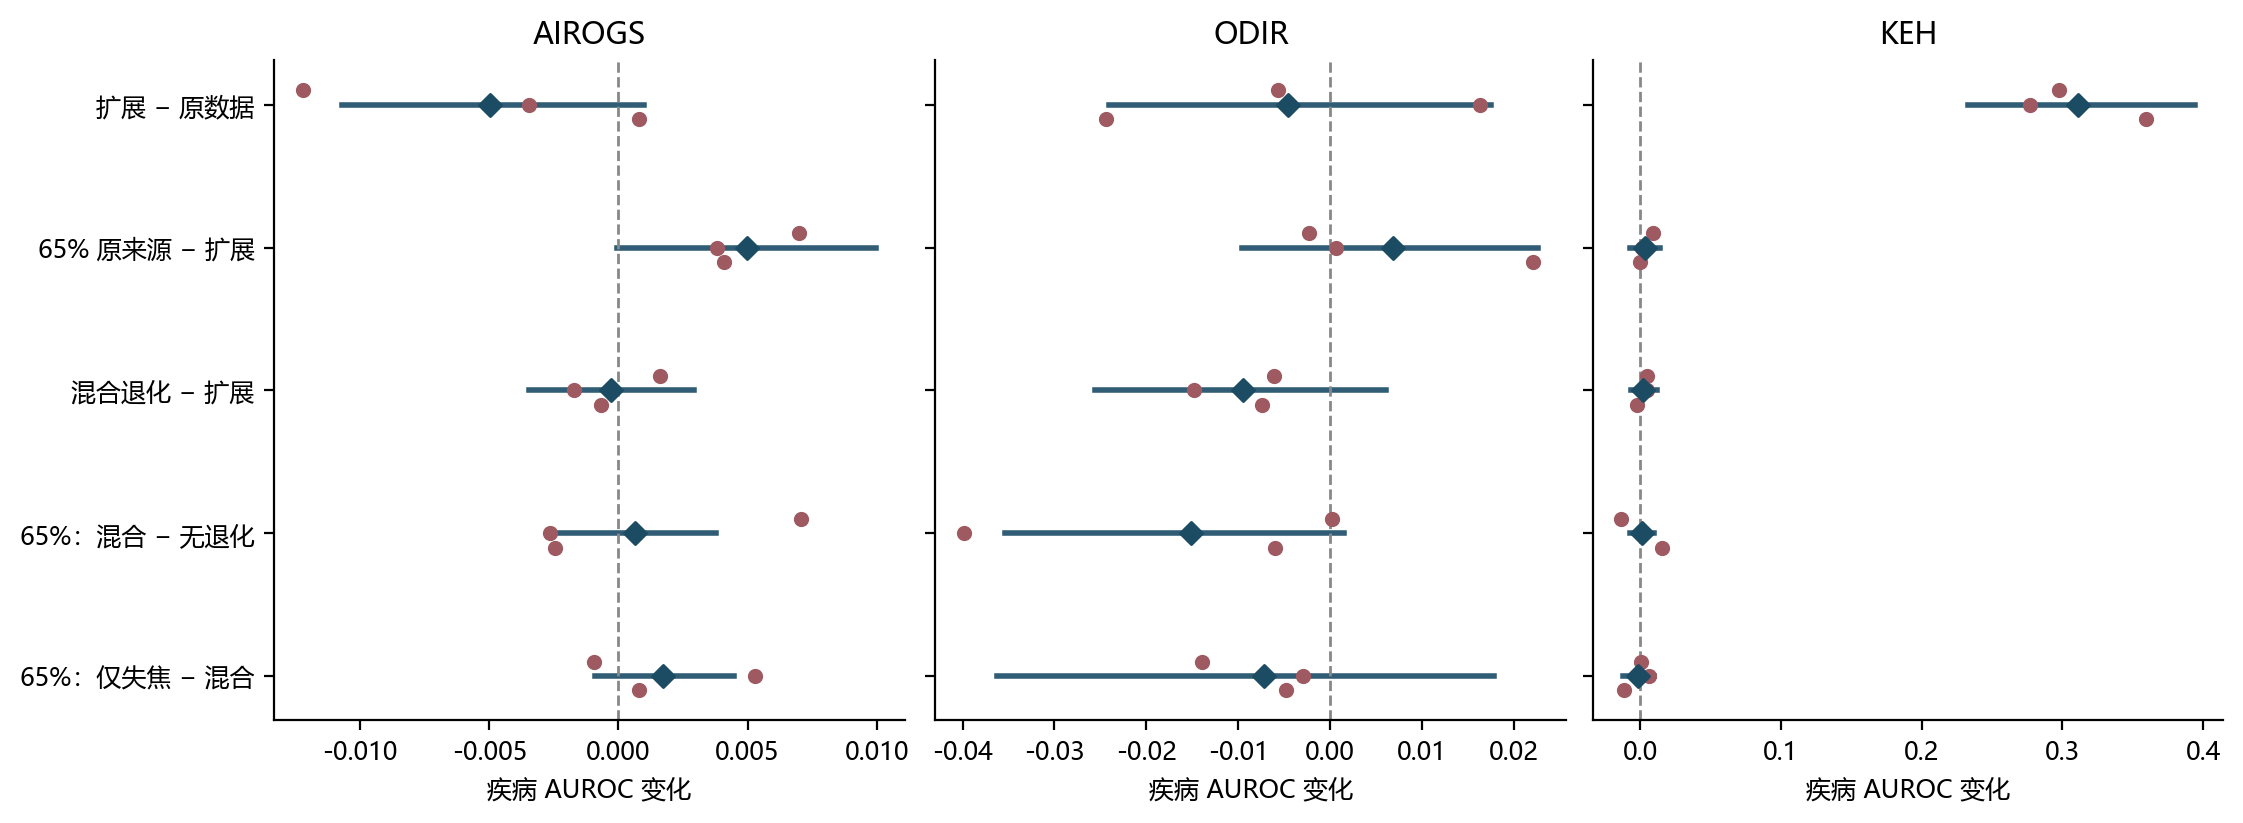 AIROGS
ODIR
KEH
扩展 − 原数据
65% 原来源 − 扩展
混合退化 − 扩展
65%：混合 − 无退化
65%：仅失焦 − 混合
-0.010 -0.005 0.000 0.005 0.010
-0.04 -0.03 -0.02 -0.01 0.00 0.01 0.02
0.0 0.1 0.2 0.3 0.4
疾病 AUROC 变化
疾病 AUROC 变化
疾病 AUROC 变化